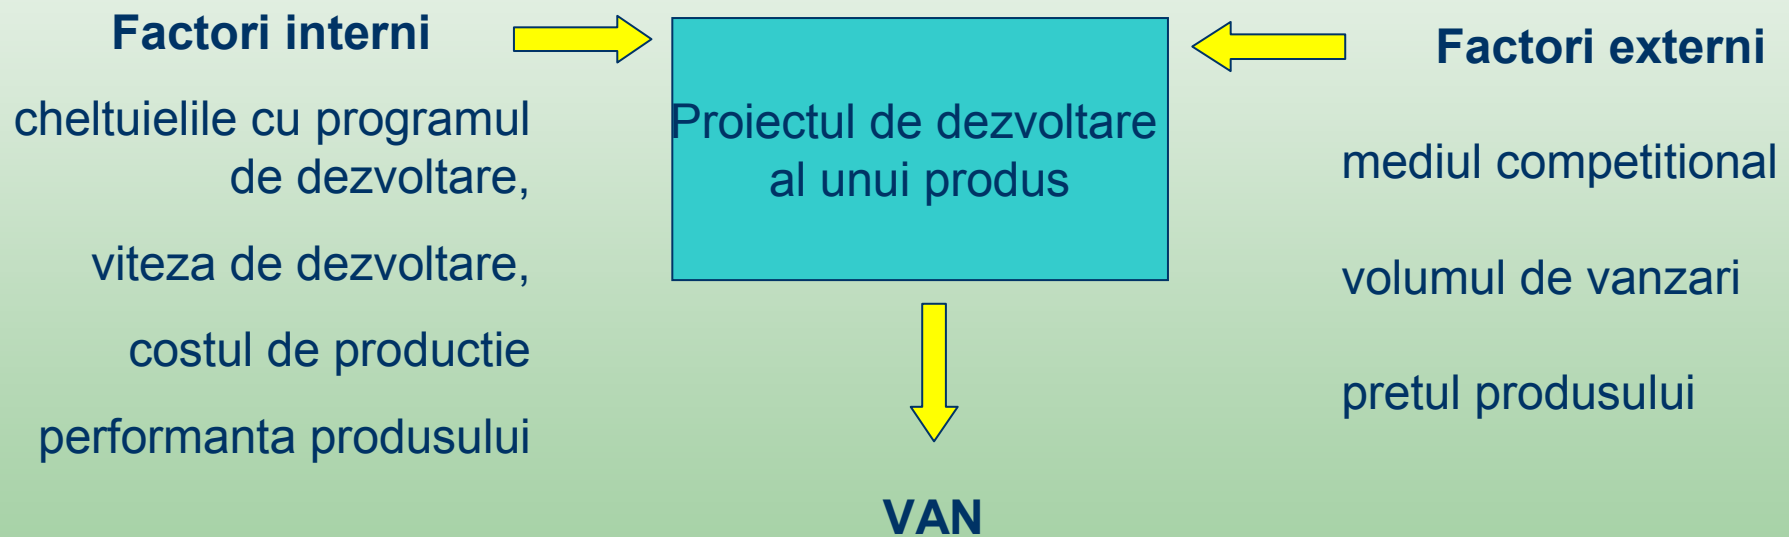 Factori interni
cheltuielile cu programul
de dezvoltare,
viteza de dezvoltare,
costul de productie
performanta produsului
Proiectul de dezvoltare
al unui produs
VAN
Factori externi
mediul competitional
volumul de vanzari
pretul produsului